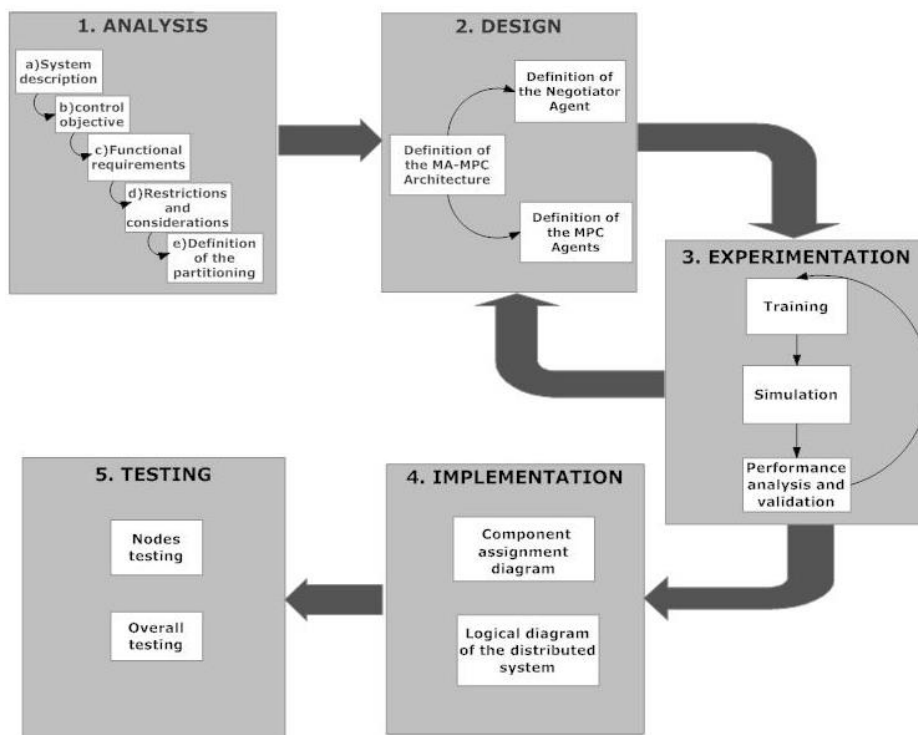 1. ANALYSIS
a)System
description
b)control
objective
c)Functional
requirements
d)Restrictions
and
considerations
e)Definition
of the
partitioning
2. DESIGN
Definition of
the Negotiator
Agent
Definition of
the MA-MPC
Architecture
Definition of
the MPC
Agents
3. EXPERIMENTATION
Training
Simulation
Performance
analysis and
validation
4. IMPLEMENTATION
Component
assignment
diagram
Logical diagram
of the distributed
system
5. TESTING
Nodes
testing
Overall
testing